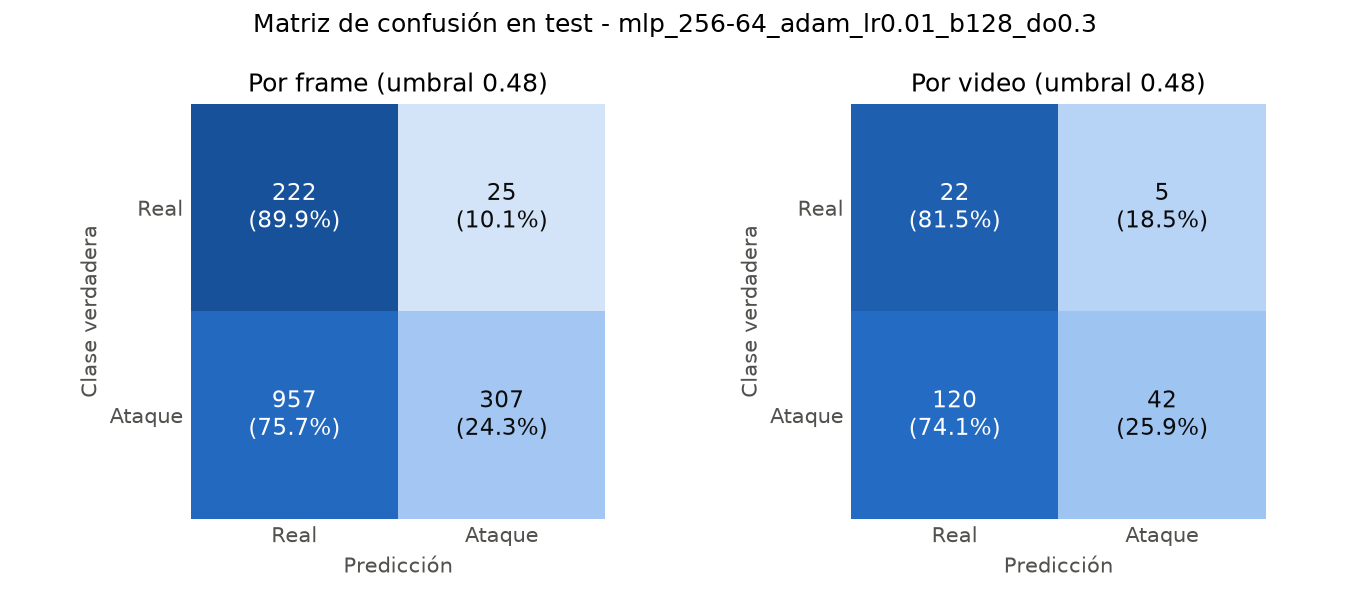 Matriz de confusión en test - mlp_256-64_adam_lr0.01_b128_do0.3
Por frame (umbral 0.48)
Clase verdadera
Real
222
(89.9%)
25
(10.1%)
Ataque
957
(75.7%)
307
(24.3%)
Real
Ataque
Predicción
Por video (umbral 0.48)
Clase verdadera
Real
22
(81.5%)
5
(18.5%)
Ataque
120
(74.1%)
42
(25.9%)
Real
Ataque
Predicción